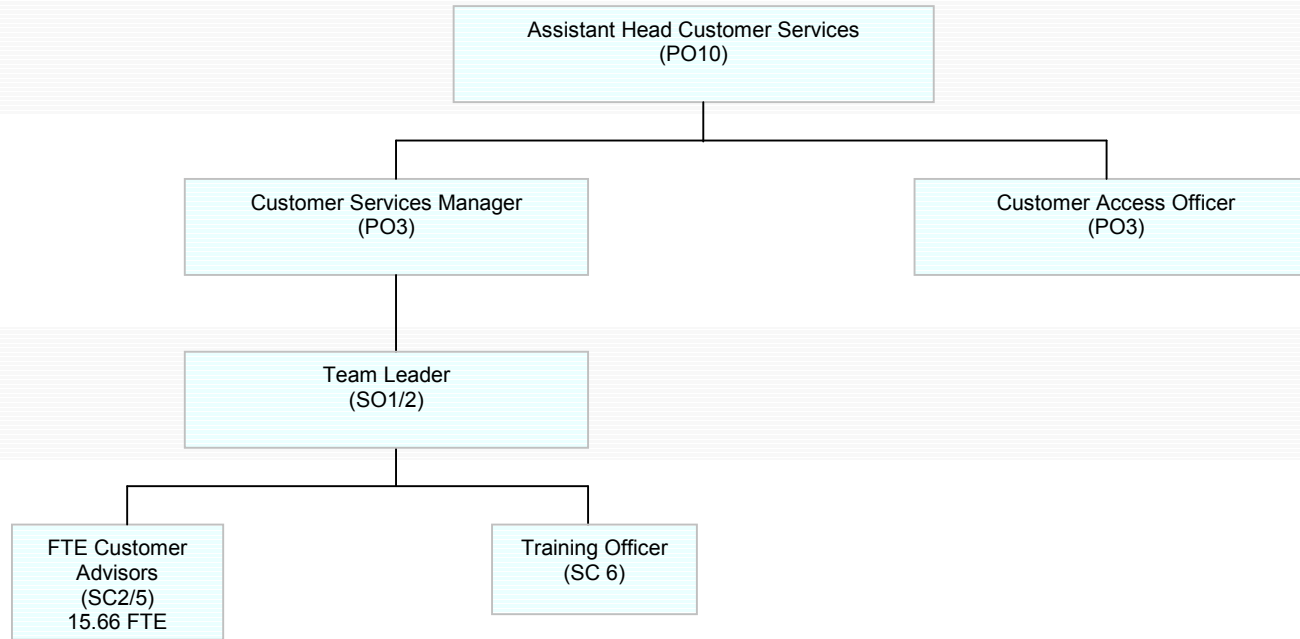 Assistant Head Customer Services
(PO10)
Customer Services Manager
(PO3)
Customer Access Officer
(PO3)
Team Leader
(SO1/2)
FTE Customer
Advisors
(SC2/5)
15.66 FTE
Training Officer
(SC 6)